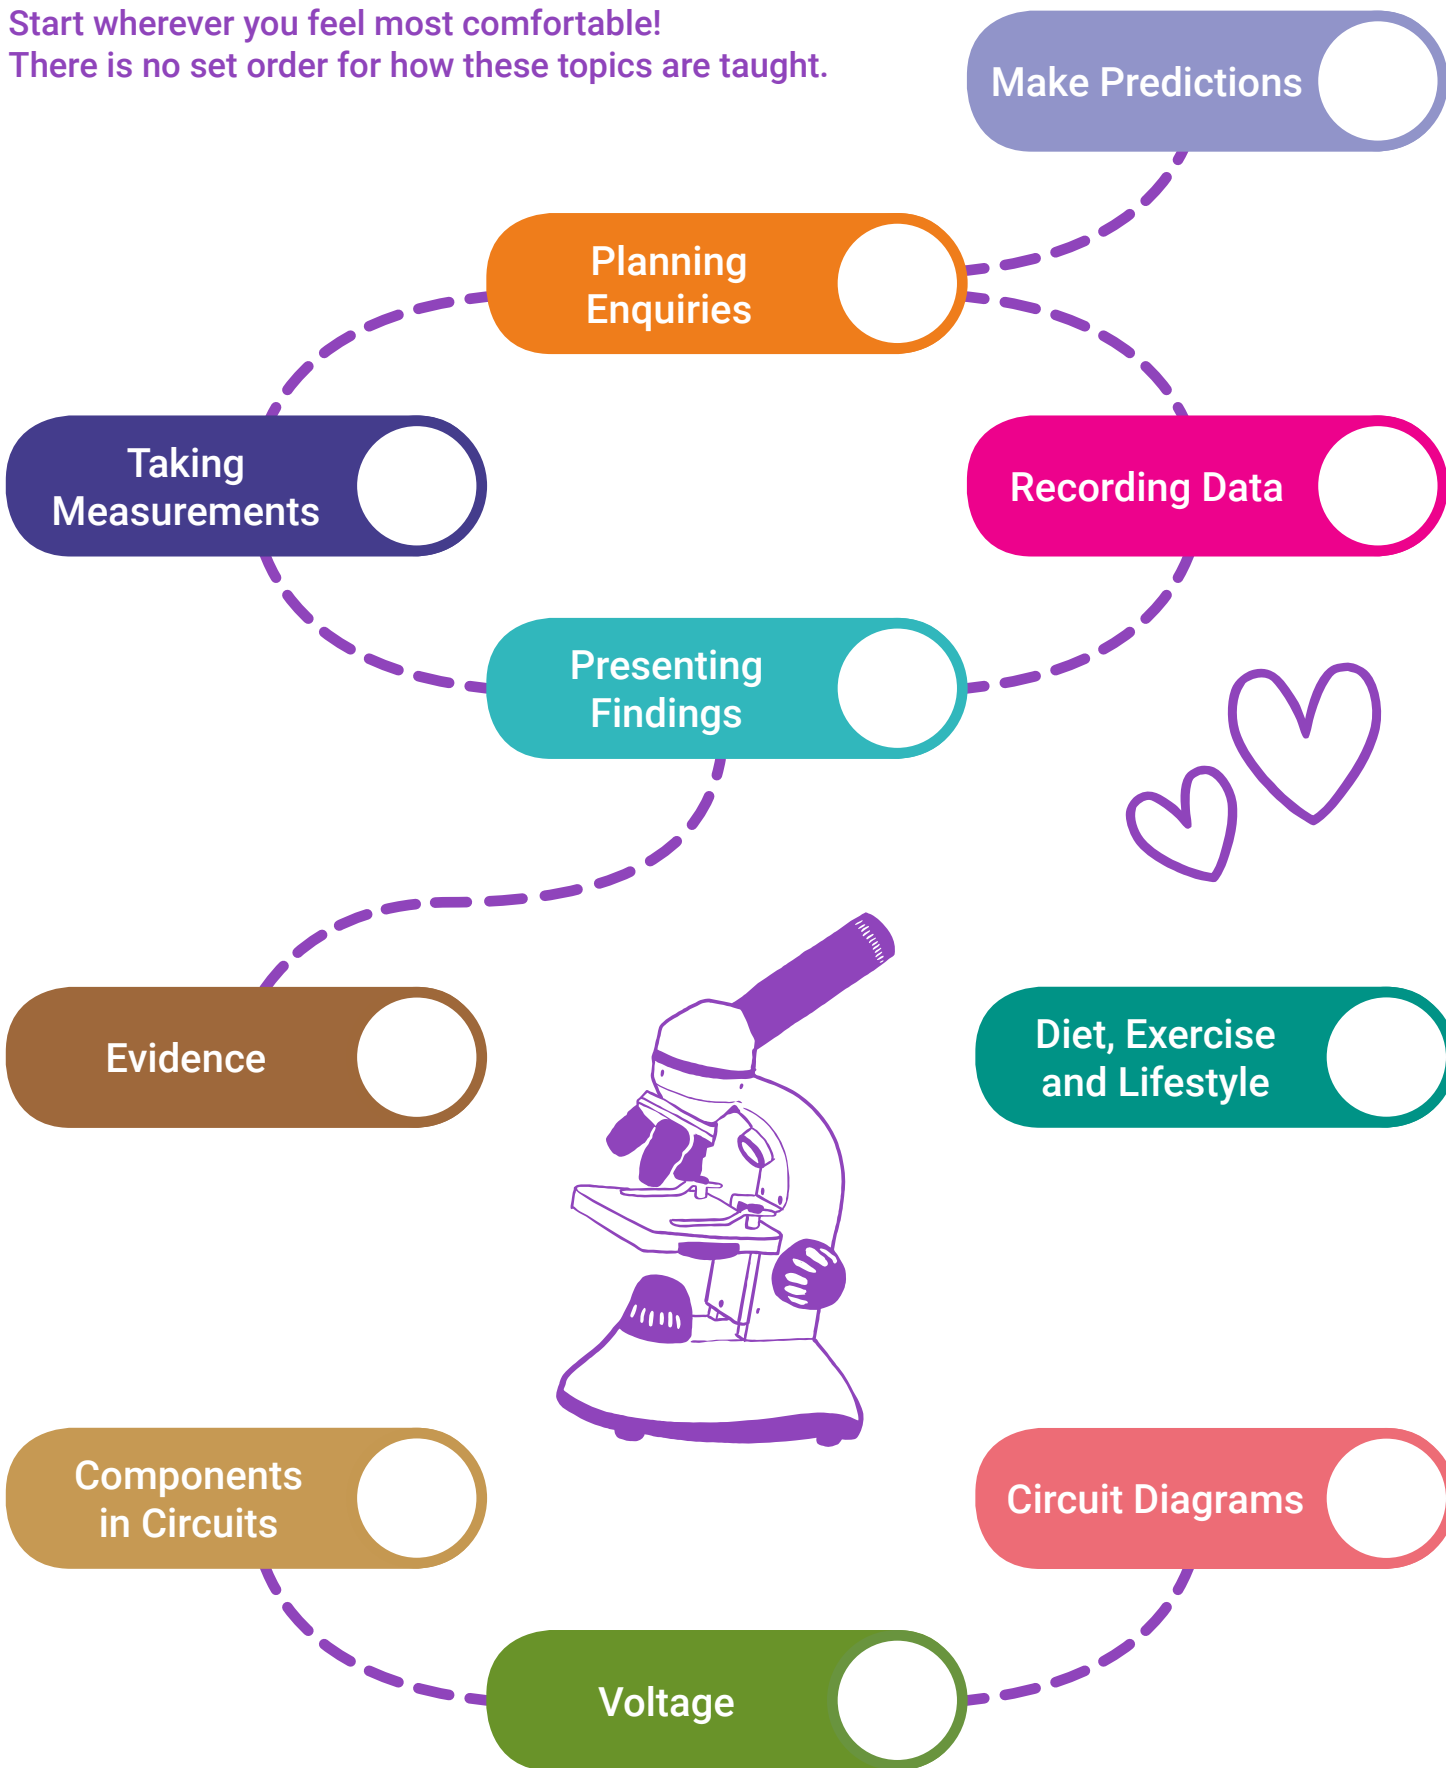 Start wherever you feel most comfortable!
There is no set order for how these topics are taught.
Make Predictions
Planning
Enquiries
Taking
Measurements
Recording Data
Presenting
Findings
Evidence
Diet, Exercise
and Lifestyle
Components
in Circuits
Circuit Diagrams
Voltage